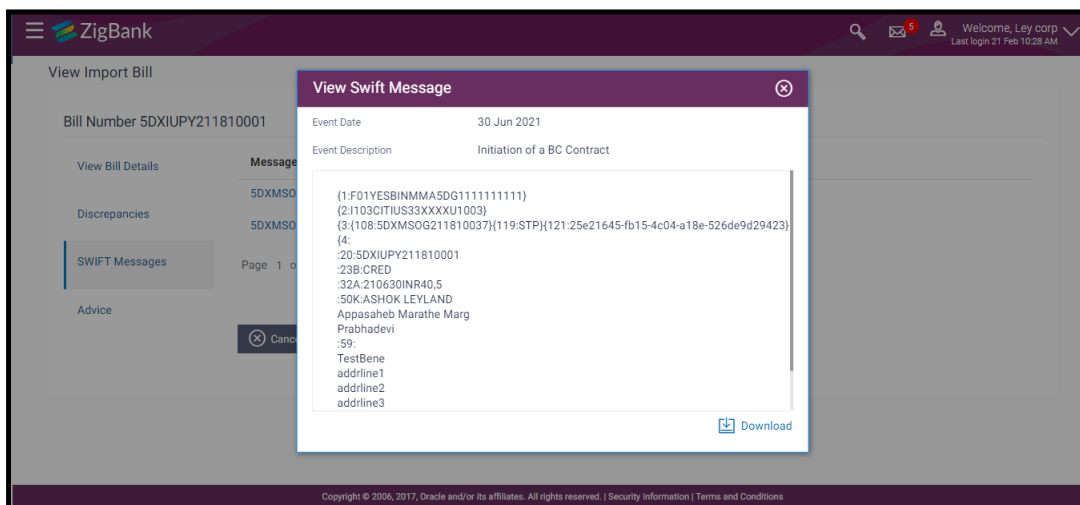 ZigBank
5
Welcome, Ley corp
Last login 21 Feb 10:28 AM
View Import Bill
Bill Number 5DXIUPY211810001
View Bill Details
Discrepancies
SWIFT Messages
Advice
Message
5DXMSO
5DXMSO
Page 1 o
Canc
View Swift Message
Event Date 30 Jun 2021
Event Description Initiation of a BC Contract
{1:F01YESBINMMA5DG1111111111}
{2:I103CITIUS33XXXXU1003}
{3:{108:5DXMSOG211810037}{119:STP}{121:25e21645-fb15-4c04-a18e-526de9d29423}
{4:
:20:5DXIUPY211810001
:23B:CRED
:32A:210630INR40,5
:50K:ASHOK LEYLAND
Appasaheb Marathe Marg
Prabhadevi
:59:
TestBene
addrline1
addrline2
addrline3
Download
Copyright © 2006, 2017, Oracle and/or its affiliates. All rights reserved. | Security Information | Terms and Conditions